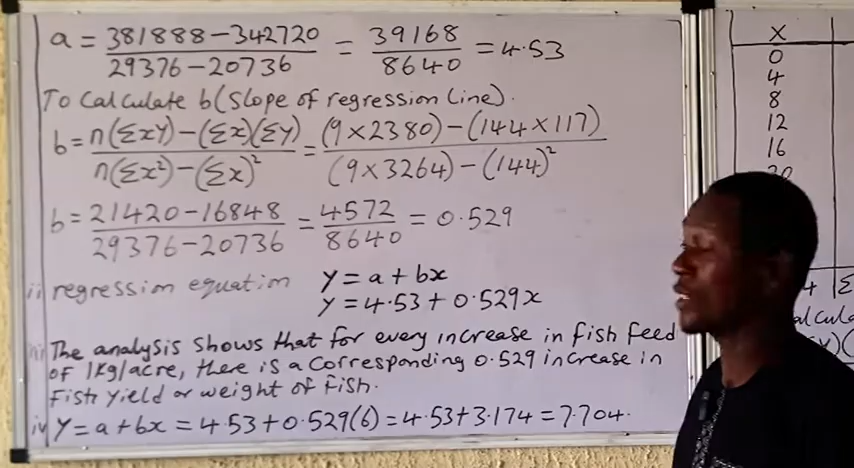 a = 381888-342720 / 29376-20736 = 39168 / 8640 = 4.53
To Calculate b (Slope of regression Line).
b = n(ΣXY)-(ΣX)(ΣY) / n(Σx²)-(Σx)² = (9×2380)-(144×117) / (9×3264)-(144)²
b = 21420-16848 / 29376-20736 = 4572 / 8640 = 0.529
ii regression equation Y = a + bx
Y = 4.53 + 0.529x
The analysis shows that for every increase in fish feed
of 1kg/acre, there is a corresponding 0.529 increase in
fish yield or weight of fish.
iv Y = a + bx = 4.53 + 0.529(6) = 4.53 + 3.174 = 7.704.
X
0
4
8
12
16
20